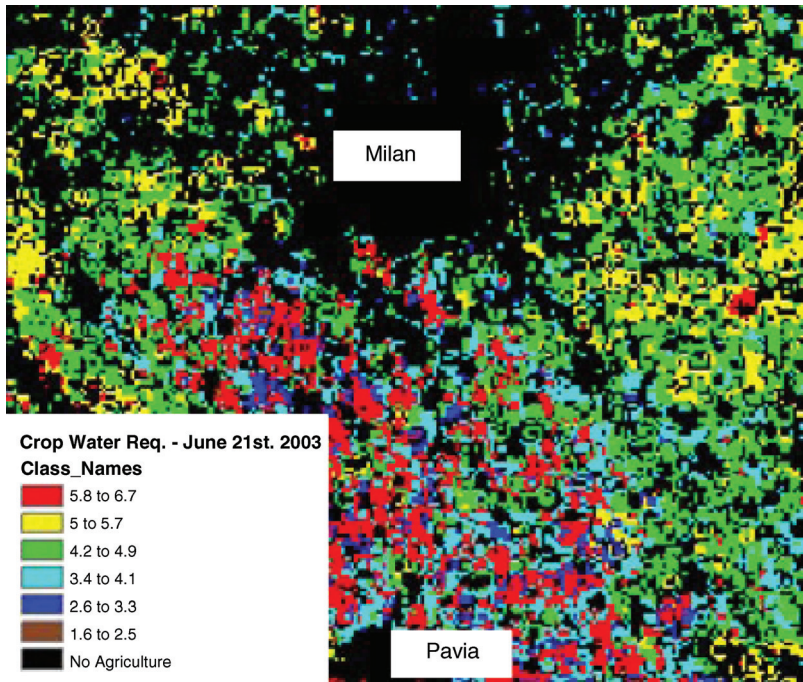 Milan
Crop Water Req. - June 21st. 2003
Class_Names
5.8 to 6.7
5 to 5.7
4.2 to 4.9
3.4 to 4.1
2.6 to 3.3
1.6 to 2.5
No Agriculture
Pavia